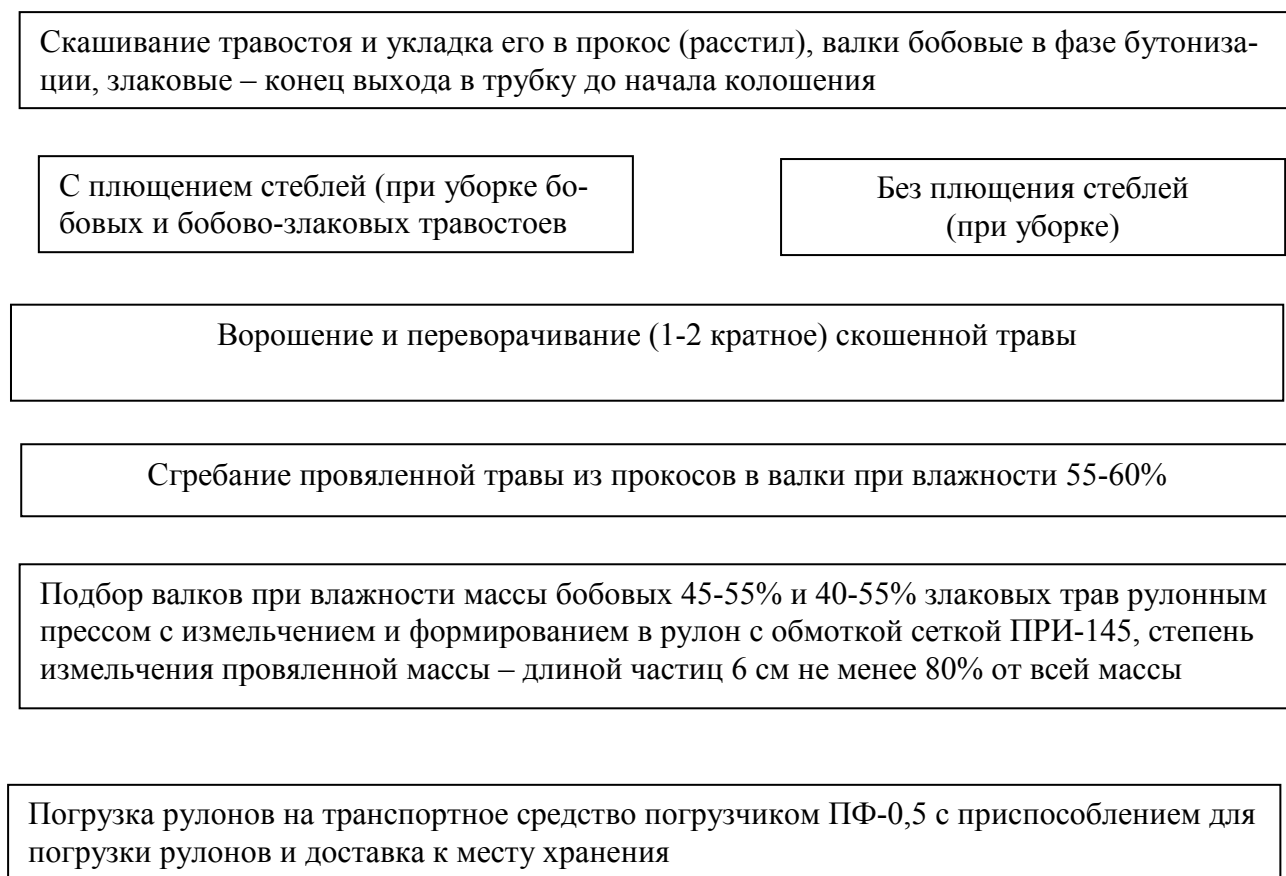 Скашивание травостоя и укладка его в прокос (расстил), валки бобовые в фазе бутониза-
ции, злаковые – конец выхода в трубку до начала колошения
С плющением стеблей (при уборке бо-
бовых и бобово-злаковых травостоев
Без плющения стеблей
(при уборке)
Ворошение и переворачивание (1-2 кратное) скошенной травы
Сгребание провяленной травы из прокосов в валки при влажности 55-60%
Подбор валков при влажности массы бобовых 45-55% и 40-55% злаковых трав рулонным
прессом с измельчением и формированием в рулон с обмоткой сеткой ПРИ-145, степень
измельчения провяленной массы – длиной частиц 6 см не менее 80% от всей массы
Погрузка рулонов на транспортное средство погрузчиком ПФ-0,5 с приспособлением для
погрузки рулонов и доставка к месту хранения